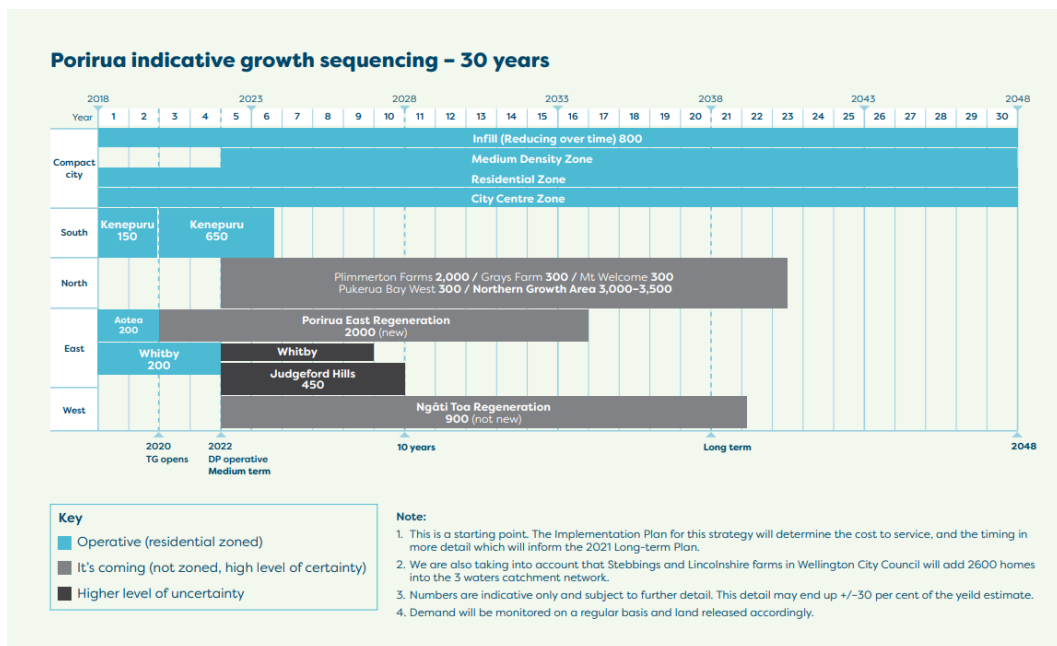 Porirua indicative growth sequencing – 30 years
2018 2023 2028 2033 2038 2043 2048
Year 1 2 3 4 5 6 7 8 9 10 11 12 13 14 15 16 17 18 19 20 21 22 23 24 25 26 27 28 29 30
Compact
city
Infill (Reducing over time) 800
Medium Density Zone
Residential Zone
City Centre Zone
South
Kenepuru
150
Kenepuru
650
North
Plimmerton Farms 2,000 / Grays Farm 300 / Mt Welcome 300
Pukerua Bay West 300 / Northern Growth Area 3,000–3,500
East
Aotea
200
Porirua East Regeneration
2000 (new)
Whitby
200
Whitby
Judgeford Hills
450
West
Ngāti Toa Regeneration
900 (not new)
2020
TG opens
2022
DP operative
Medium term
10 years
Long term
2048
Key
Operative (residential zoned)
It's coming (not zoned, high level of certainty)
Higher level of uncertainty
Note:
1. This is a starting point. The Implementation Plan for this strategy will determine the cost to service, and the timing in
more detail which will inform the 2021 Long-term Plan.
2. We are also taking into account that Stebbings and Lincolnshire farms in Wellington City Council will add 2600 homes
into the 3 waters catchment network.
3. Numbers are indicative only and subject to further detail. This detail may end up +/-30 per cent of the yeild estimate.
4. Demand will be monitored on a regular basis and land released accordingly.